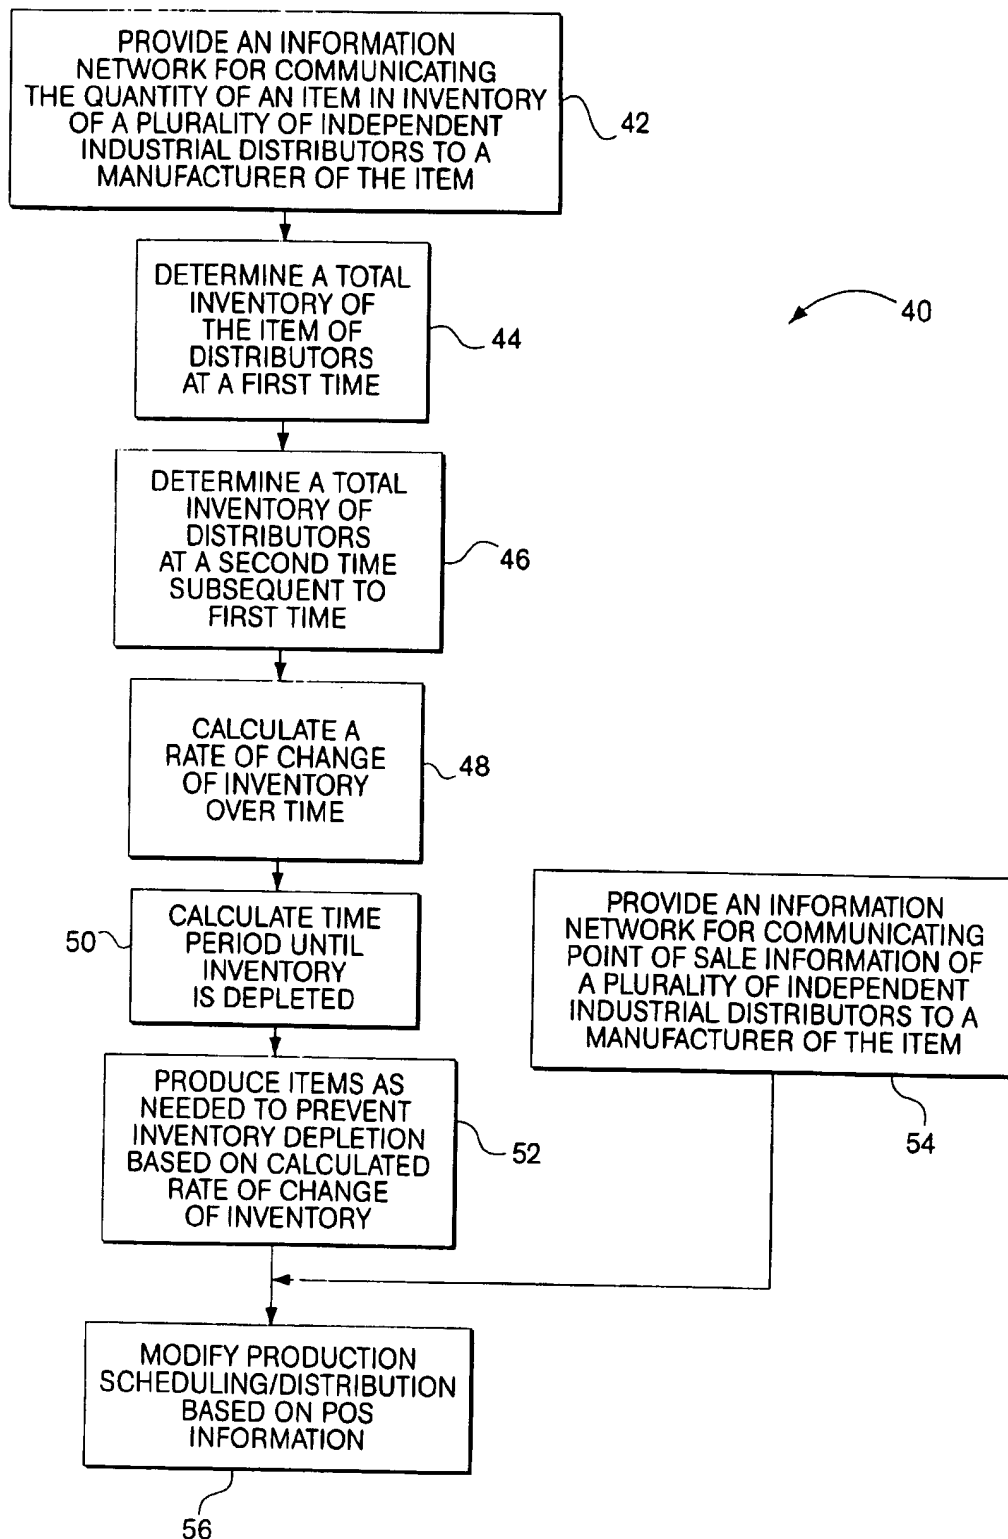 PROVIDE AN INFORMATION
NETWORK FOR COMMUNICATING
THE QUANTITY OF AN ITEM IN INVENTORY
OF A PLURALITY OF INDEPENDENT
INDUSTRIAL DISTRIBUTORS TO A
MANUFACTURER OF THE ITEM
42
DETERMINE A TOTAL
INVENTORY OF
THE ITEM OF
DISTRIBUTORS
AT A FIRST TIME
44
40
DETERMINE A TOTAL
INVENTORY OF
DISTRIBUTORS
AT A SECOND TIME
SUBSEQUENT TO
FIRST TIME
46
CALCULATE A
RATE OF CHANGE
OF INVENTORY
OVER TIME
48
50
CALCULATE TIME
PERIOD UNTIL
INVENTORY
IS DEPLETED
PROVIDE AN INFORMATION
NETWORK FOR COMMUNICATING
POINT OF SALE INFORMATION OF
A PLURALITY OF INDEPENDENT
INDUSTRIAL DISTRIBUTORS TO A
MANUFACTURER OF THE ITEM
54
PRODUCE ITEMS AS
NEEDED TO PREVENT
INVENTORY DEPLETION
BASED ON CALCULATED
RATE OF CHANGE
OF INVENTORY
52
MODIFY PRODUCTION
SCHEDULING/DISTRIBUTION
BASED ON POS
INFORMATION
56